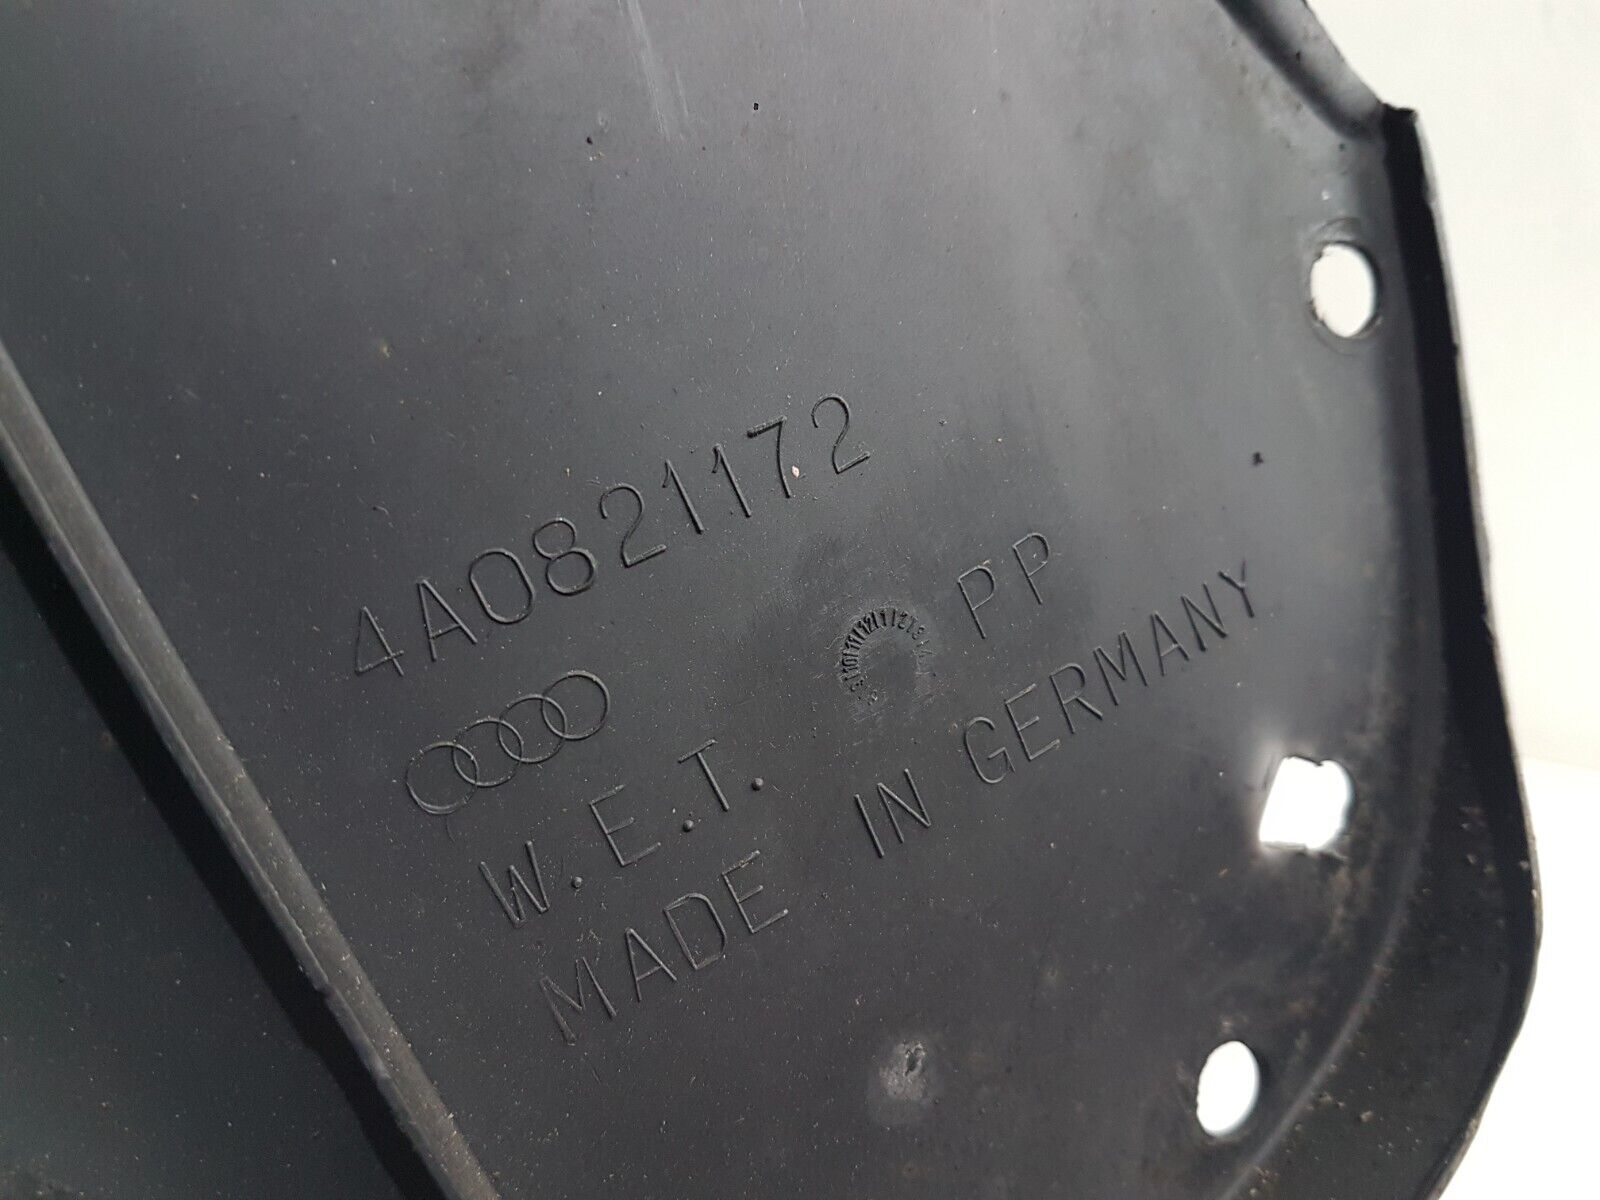 4A0821172
PP
W.E.T.
MADE IN GERMANY